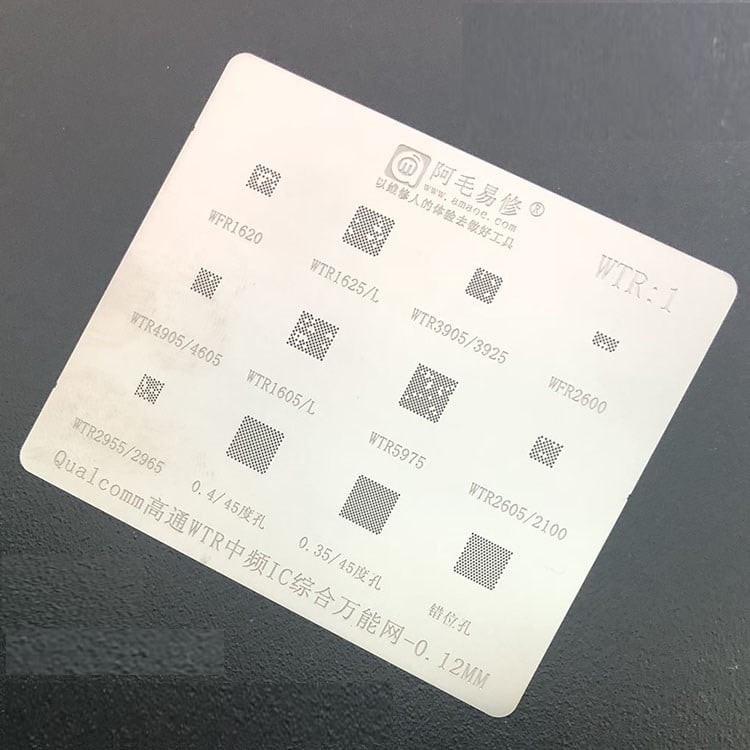 阿毛易修®
www.amaoe.com
以维修人的体验去做好工具
WTR:1
WFR1620
WTR1625/L
WTR3905/3925
WFR2600
WTR4905/4605
WTR1605/L
WTR5975
WTR2605/2100
WTR2955/2965
0.4/45度孔
0.35/45度孔
错位孔
Qualcomm高通WTR中频IC综合万能网-0.12MM